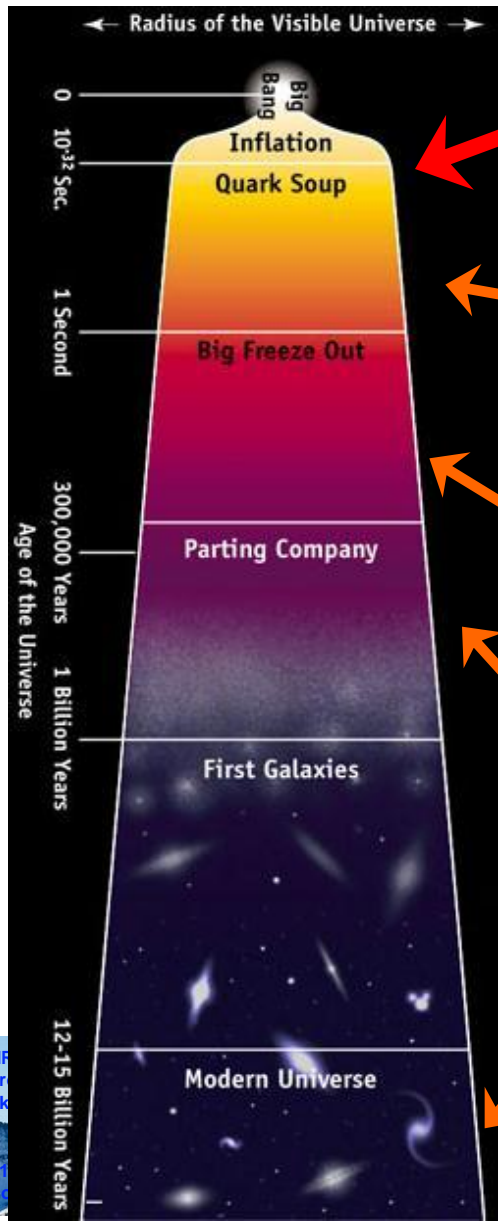 Radius of the Visible Universe
Big
Bang
0
Inflation
10⁻³² Sec.
Quark Soup
1 Second
Big Freeze Out
300,000 Years
Parting Company
Age of the Universe
1 Billion Years
First Galaxies
12-15 Billion Years
Modern Universe